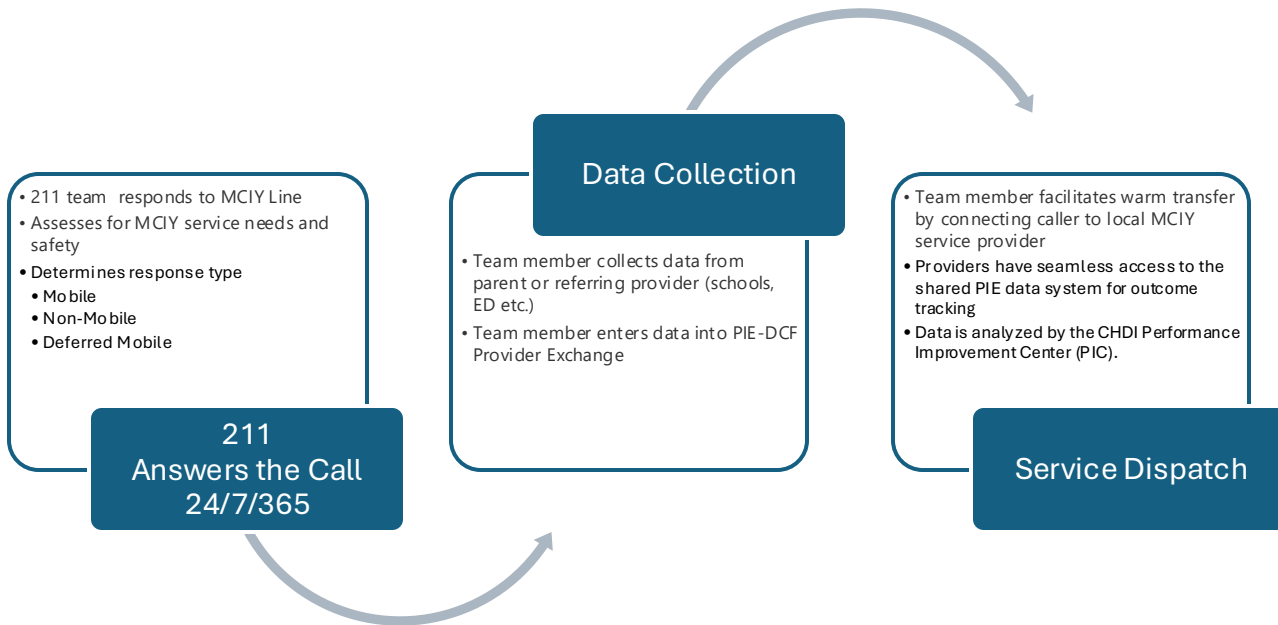 • 211 team responds to MCIY Line
• Assesses for MCIY service needs and
safety
• Determines response type
• Mobile
• Non-Mobile
• Deferred Mobile
211
Answers the Call
24/7/365
Data Collection
• Team member collects data from
parent or referring provider (schools,
ED etc.)
• Team member enters data into PIE-DCF
Provider Exchange
• Team member facilitates warm transfer
by connecting caller to local MCIY
service provider
• Providers have seamless access to the
shared PIE data system for outcome
tracking
• Data is analyzed by the CHDI Performance
Improvement Center (PIC).
Service Dispatch